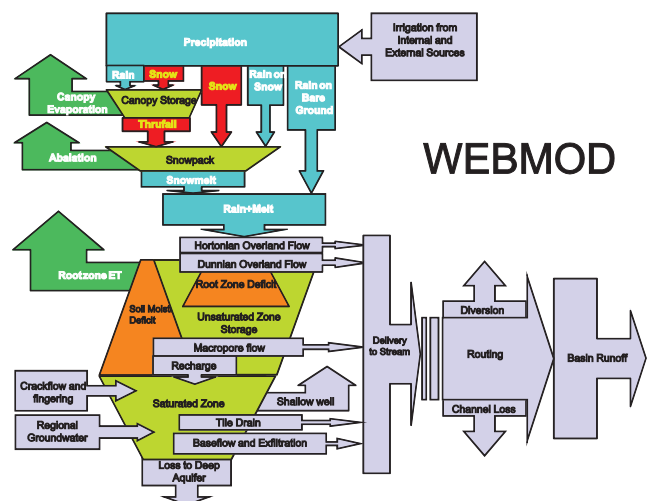 Precipitation
Irrigation from
Internal and
External Sources
Rain
Snow
Snow
Rain or
Snow
Rain on
Bare
Ground
Canopy
Evaporation
Canopy Storage
Thrufall
WEBMOD
Abalation
Snowpack
Snowmelt
Rain+Melt
Hortonian Overland Flow
Dunnian Overland Flow
Rootzone ET
Root Zone Deficit
Soil Moist
Deficit
Unsaturated Zone
Storage
Macropore flow
Recharge
Delivery
to Stream
Diversion
Routing
Channel Loss
Basin Runoff
Crackflow and
fingering
Saturated Zone
Shallow well
Regional
Groundwater
Tile Drain
Baseflow and Exfiltration
Loss to Deep
Aquifer